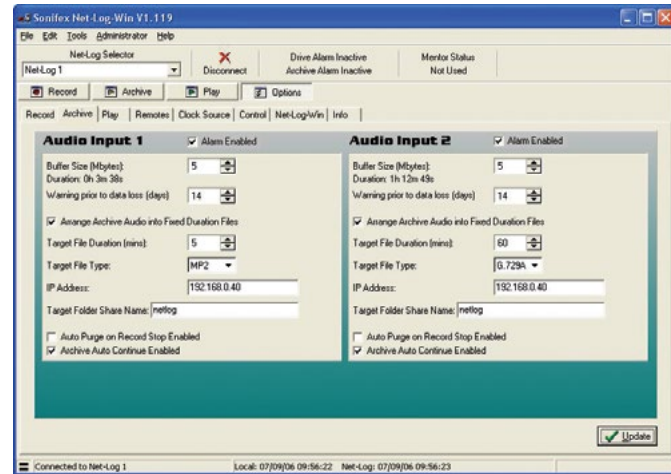 Sonifex Net-Log-Win V1.119
File Edit Tools Administrator Help
Net-Log Selector
Net-Log 1
Disconnect
Drive Alarm Inactive
Archive Alarm Inactive
Mentor Status
Not Used
Record Archive Play Options
Record Archive Play Remotes Clock Source Control Net-Log-Win Info
Audio Input 1 Alarm Enabled
Buffer Size (Mbytes): 5
Duration: 0h 3m 38s
Warning prior to data loss (days) 14
Arrange Archive Audio into Fixed Duration Files
Target File Duration (mins): 5
Target File Type: MP2
IP Address: 192.168.0.40
Target Folder Share Name: netlog
Auto Purge on Record Stop Enabled
Archive Auto Continue Enabled
Audio Input 2 Alarm Enabled
Buffer Size (Mbytes): 5
Duration: 1h 12m 49s
Warning prior to data loss (days) 14
Arrange Archive Audio into Fixed Duration Files
Target File Duration (mins): 60
Target File Type: G.729A
IP Address: 192.168.0.40
Target Folder Share Name: netlog
Auto Purge on Record Stop Enabled
Archive Auto Continue Enabled
Update
Connected to Net-Log 1 Local: 07/09/06 09:56:22 Net-Log: 07/09/06 09:56:23